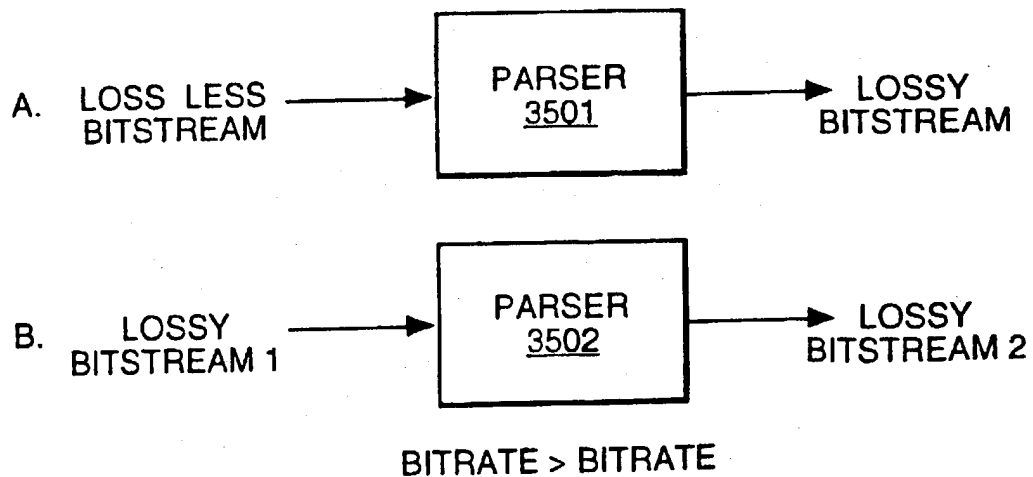 A.
LOSS LESS
BITSTREAM
PARSER
3501
LOSSY
BITSTREAM
B.
LOSSY
BITSTREAM 1
PARSER
3502
LOSSY
BITSTREAM 2
BITRATE > BITRATE